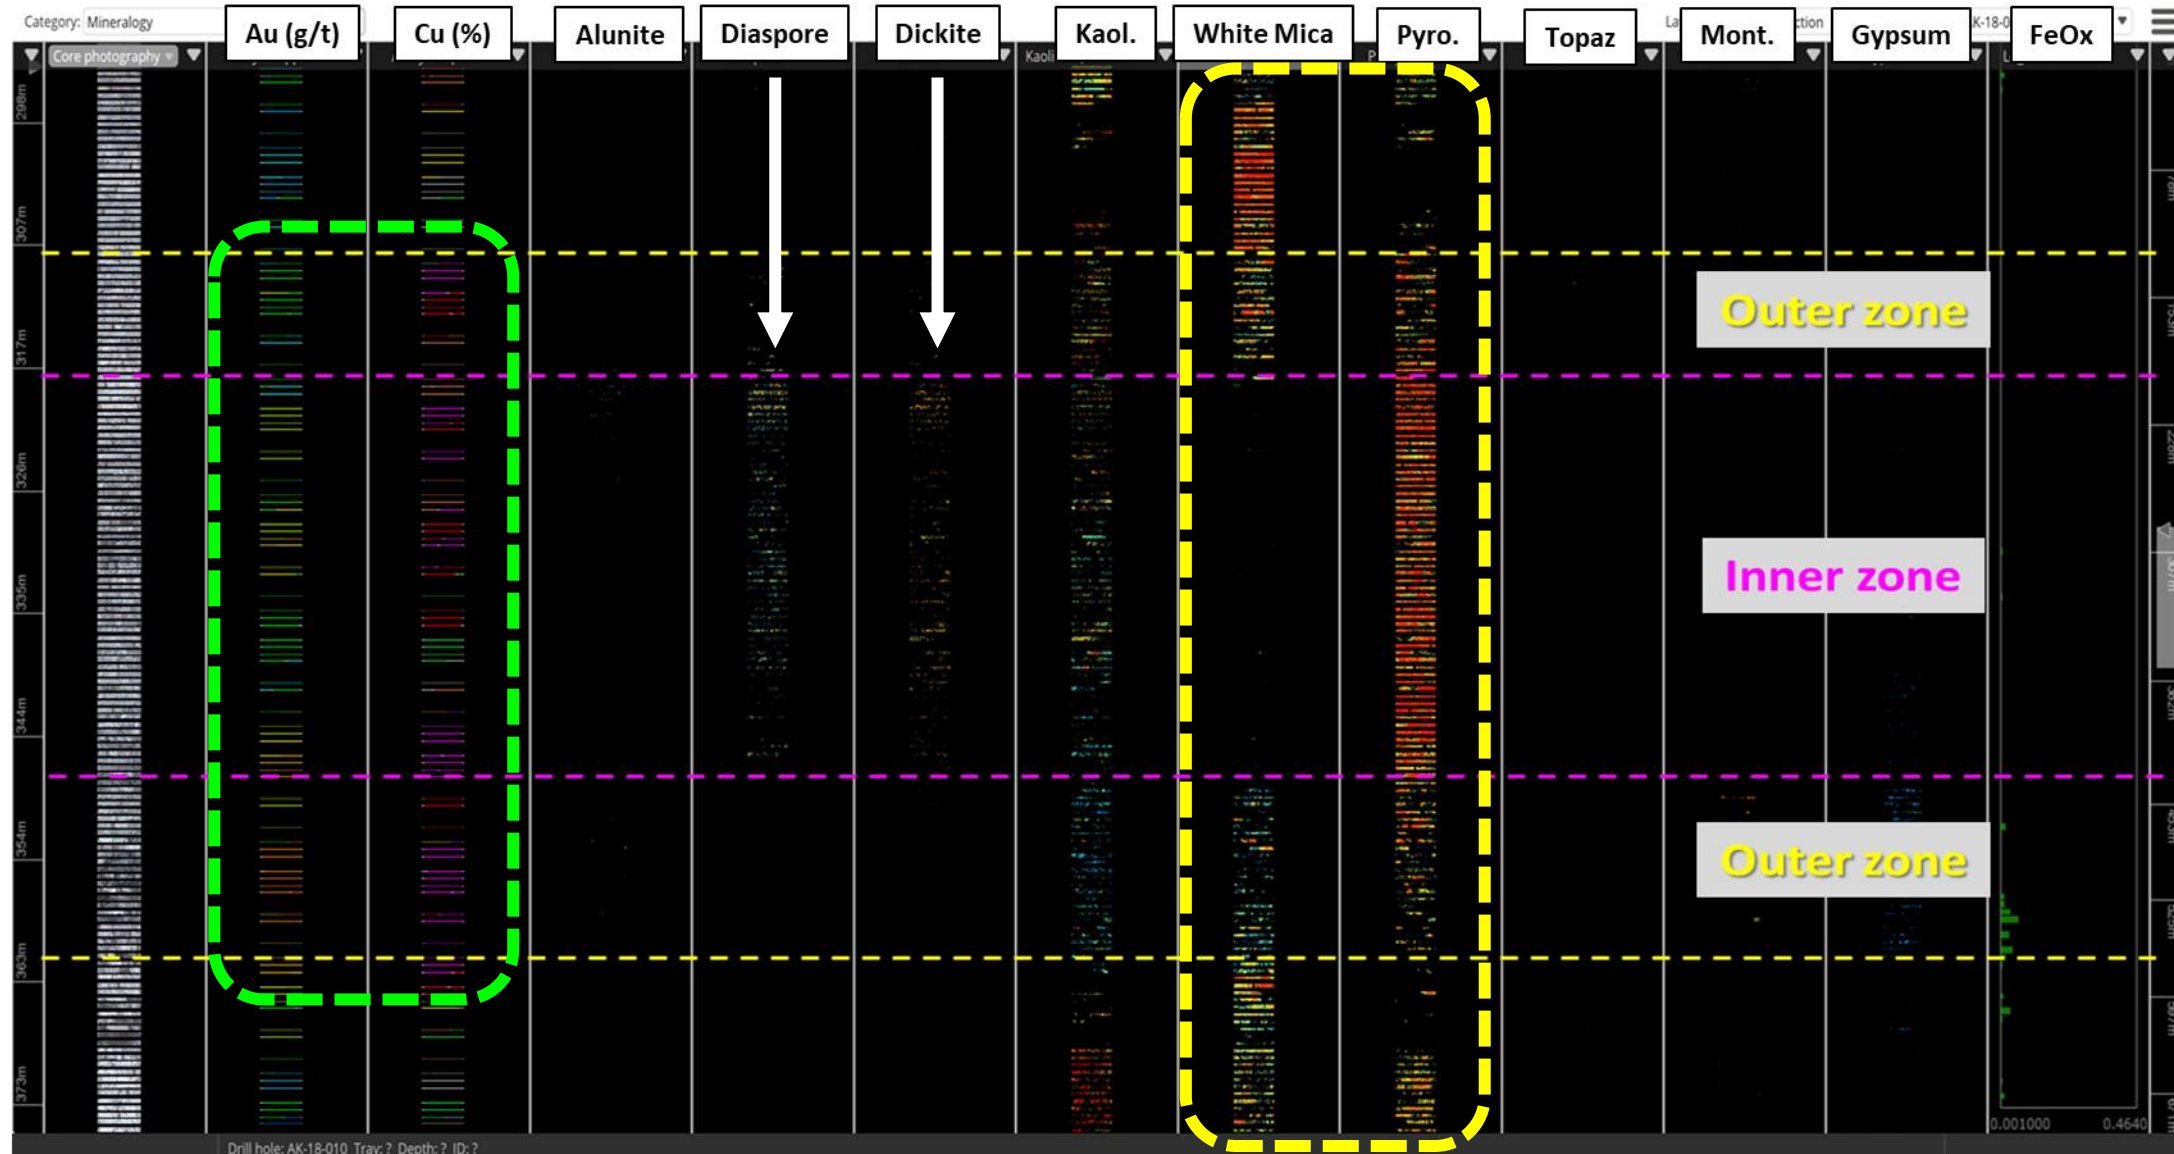 Category: Mineralogy
Au (g/t)
Cu (%)
Alunite
Diaspore
Dickite
Kaol.
White Mica
Pyro.
Topaz
Mont.
Gypsum
FeOx
Core photography
298m
307m
317m
326m
335m
344m
354m
363m
373m
Outer zone
Inner zone
Outer zone
0.001000
0.4640
Drill hole: AK-18-010 Tray: ? Depth: ? ID: ?